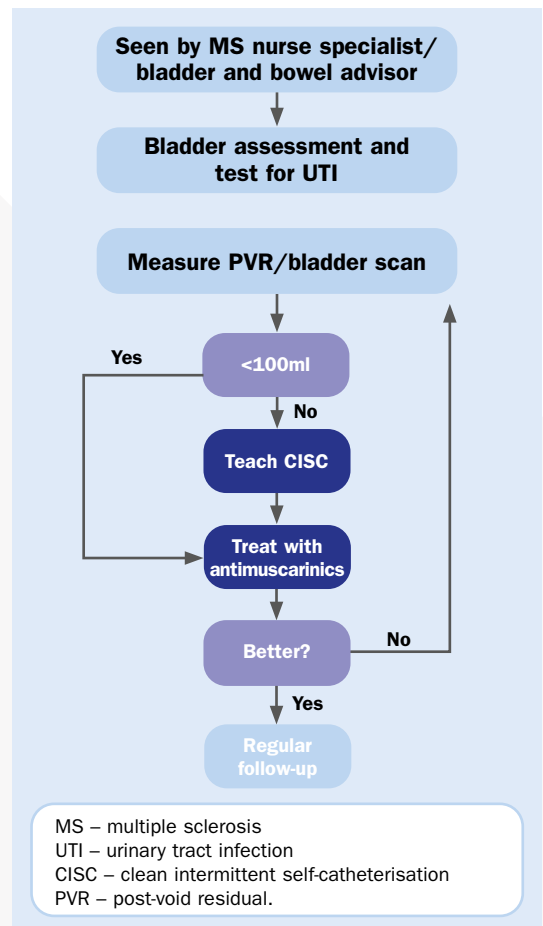 Seen by MS nurse specialist/
bladder and bowel advisor
Bladder assessment and
test for UTI
Measure PVR/bladder scan
Yes
<100ml
No
Teach CISC
Treat with
antimuscarinics
Better?
No
Yes
Regular
follow-up
MS – multiple sclerosis
UTI – urinary tract infection
CISC – clean intermittent self-catheterisation
PVR – post-void residual.